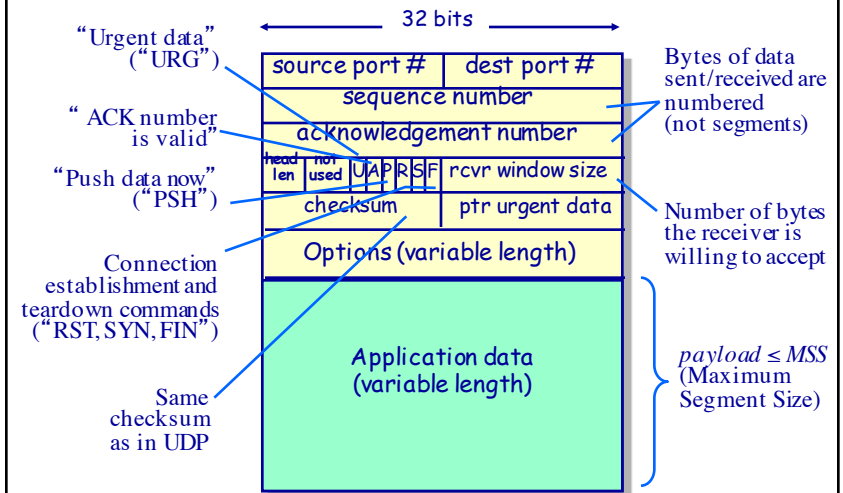 32 bits
“Urgent data”
(“URG”)
“ ACK number
is valid”
“Push data now”
(“PSH”)
Connection
establishment and
teardown commands
(“RST, SYN, FIN”)
Same
checksum
as in UDP
source port # dest port #
sequence number
acknowledgement number
head
len
not
used
U A P R S F
rcvr window size
checksum
ptr urgent data
Options (variable length)
Application data
(variable length)
Bytes of data
sent/received are
numbered
(not segments)
Number of bytes
the receiver is
willing to accept
payload ≤ MSS
(Maximum
Segment Size)